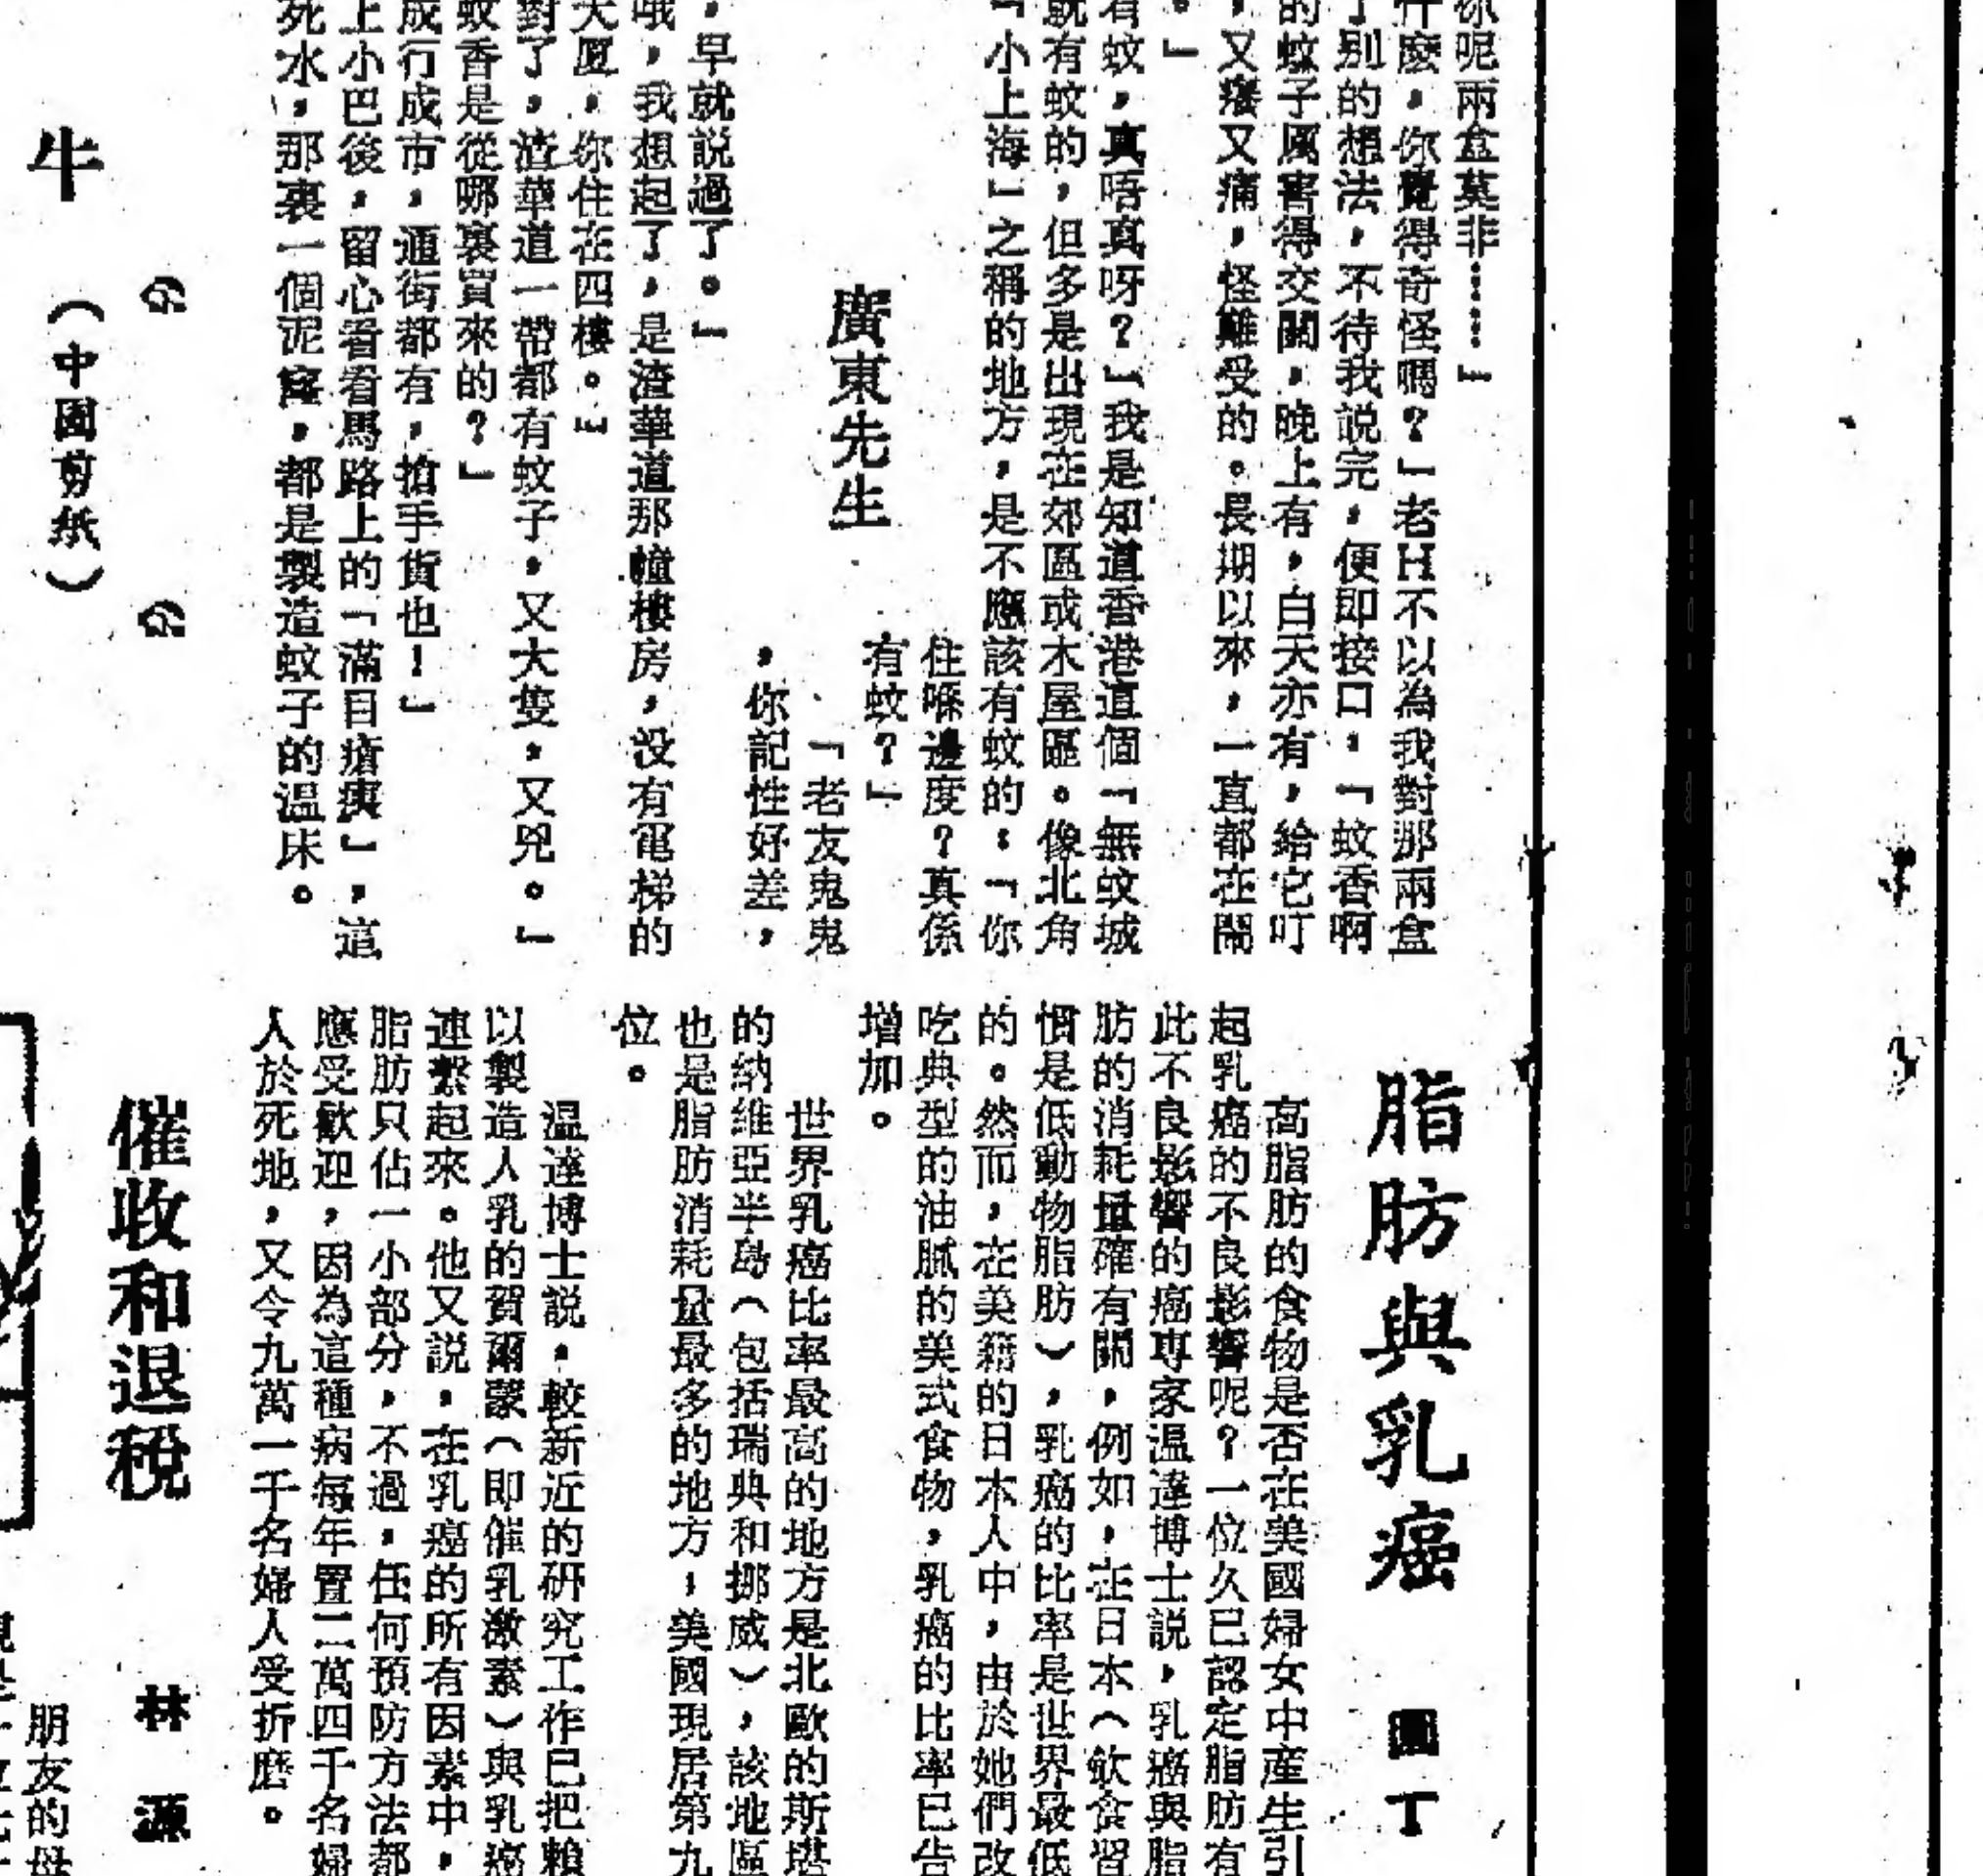 你呢兩盒莫非……」
什麼，你覺得奇怪嗎？」老H不以為我對那兩盒
了別的想法，不待我説完，便即接口：「蚊香啊
的蚊子厲害得交關，晚上有，白天亦有，給它叮
，又癢又痛，怪難受的。長期以來，一直都在鬧
。」
有蚊，真唔真呀？」我是知道香港這個「無蚊城
就有蚊的，但多是出現在郊區或木屋區。像北角
「小上海」之稱的地方，是不應該有蚊的：「你
住喺邊度？真係
有蚊？」
廣東先生
「老友鬼鬼
，你記性好差，
，早就説過了。」
哦，我想起了，是渣華道那幢樓房，没有電梯的
大厦，你住在四樓。」
對了，渣華道一帶都有蚊子，又大隻，又兇。」
蚊香是從哪裏買來的？」
成行成市，通街都有，搶手貨也！」
上小巴後，留心看看馬路上的「滿目瘡痍」，這
死水，那裏一個泥窪，都是製造蚊子的温床。
牛
（中國剪紙）
脂肪與乳癌
圓丁
高脂肪的食物是否在美國婦女中産生引
起乳癌的不良影響呢？一位久已認定脂肪有
此不良影響的癌専家温達博士説，乳癌與脂
肪的消耗量確有關，例如，在日本（飲食習
慣是低動物脂肪），乳癌的比率是世界最低
的。然而，在美籍的日本人中，由於她們改
吃典型的油膩的美式食物，乳癌的比率已告
增加。
世界乳癌比率最高的地方是北歐的斯塔
的納維亞半島（包括瑞典和挪威），該地區
也是脂肪消耗量最多的地方，美國現居第九
位。
温達博士説，較新近的研究工作已把賴
以製造人乳的賀爾蒙（即催乳激素）與乳癌
連繫起來。他又説，在乳癌的所有因素中，
脂肪只佔一小部分，不過，任何預防方法都
應受歡迎，因為這種病每年置二萬四千名婦
人於死地，又令九萬一千名婦人受折磨。
催收和退稅
林源
朋友的母